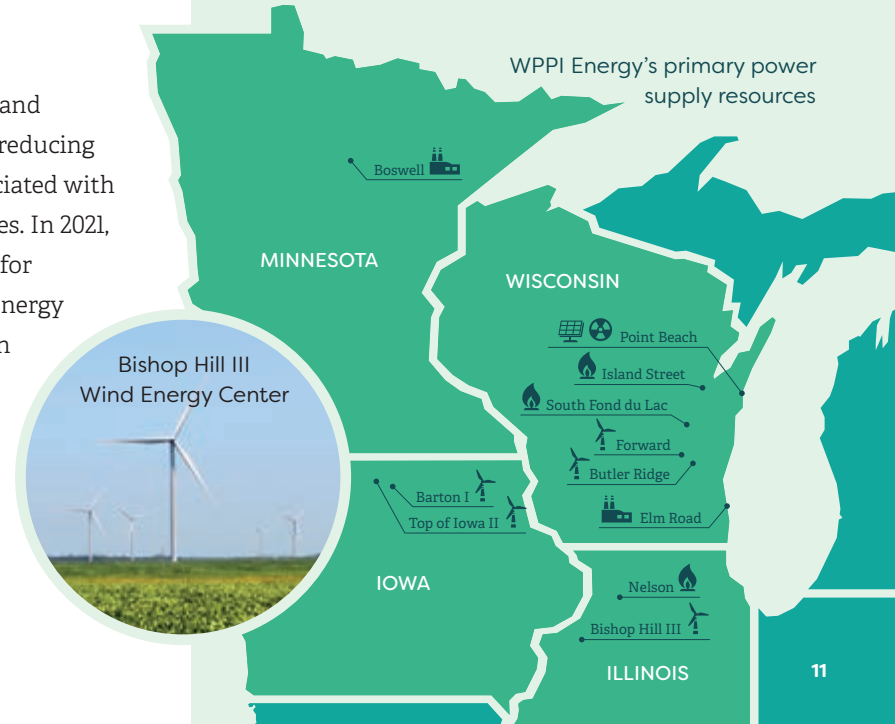 and
reducing
ciated with
es. In 2021,
for
nergy
n
WPPI Energy's primary power
supply resources
Boswell
MINNESOTA
WISCONSIN
Point Beach
Island Street
South Fond du Lac
Forward
Butler Ridge
Elm Road
Bishop Hill III
Wind Energy Center
Barton I
Top of Iowa II
IOWA
Nelson
Bishop Hill III
ILLINOIS
11